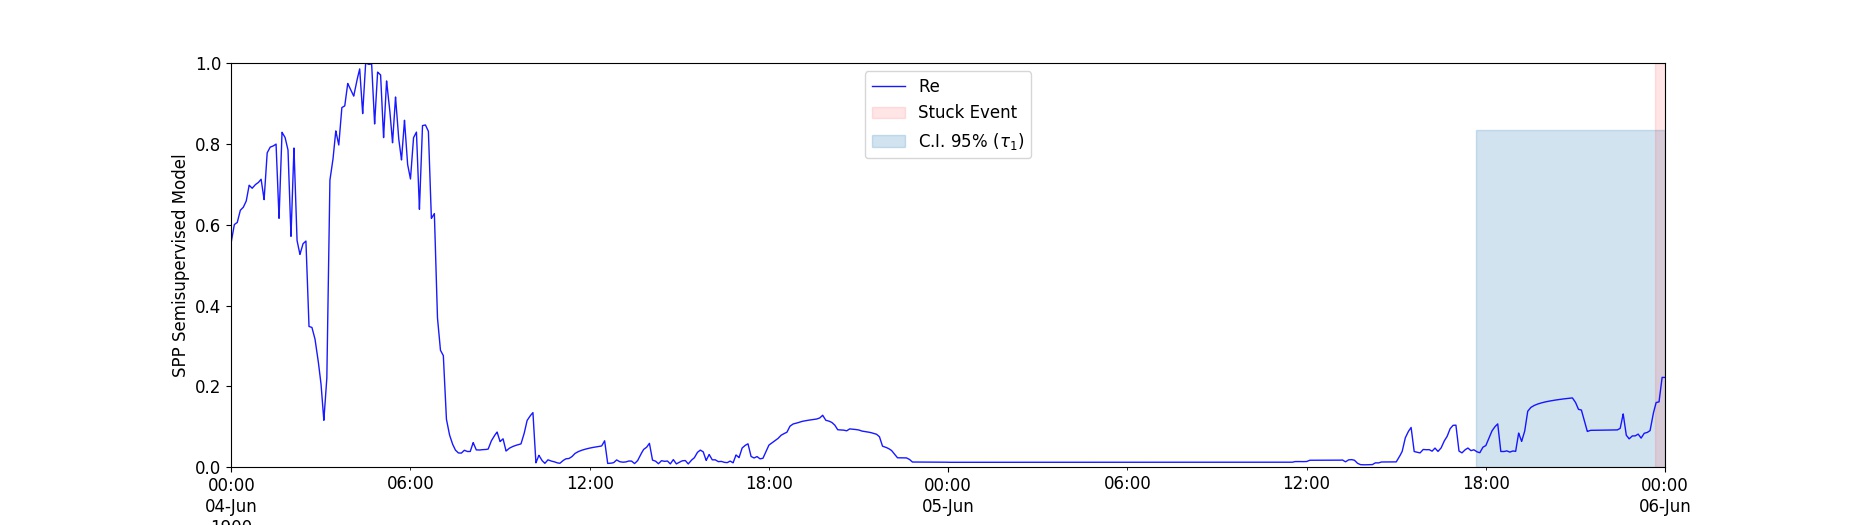 SPP Semisupervised Model
1.0
0.8
0.6
0.4
0.2
0.0
Re
Stuck Event
C.I. 95% (τ₁)
00:00 06:00 12:00 18:00 00:00 06:00 12:00 18:00 00:00
04-Jun 05-Jun 06-Jun
1900